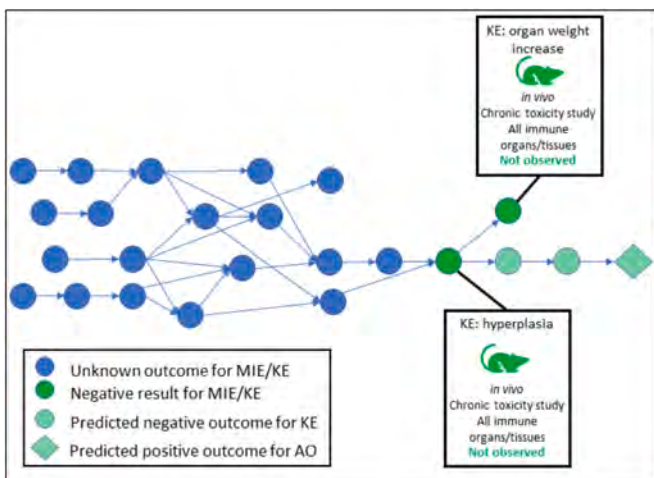 KE: organ weight
increase
in vivo
Chronic toxicity study
All immune
organs/tissues
Not observed
KE: hyperplasia
in vivo
Chronic toxicity study
All immune
organs/tissues
Not observed
Unknown outcome for MIE/KE
Negative result for MIE/KE
Predicted negative outcome for KE
Predicted positive outcome for AO